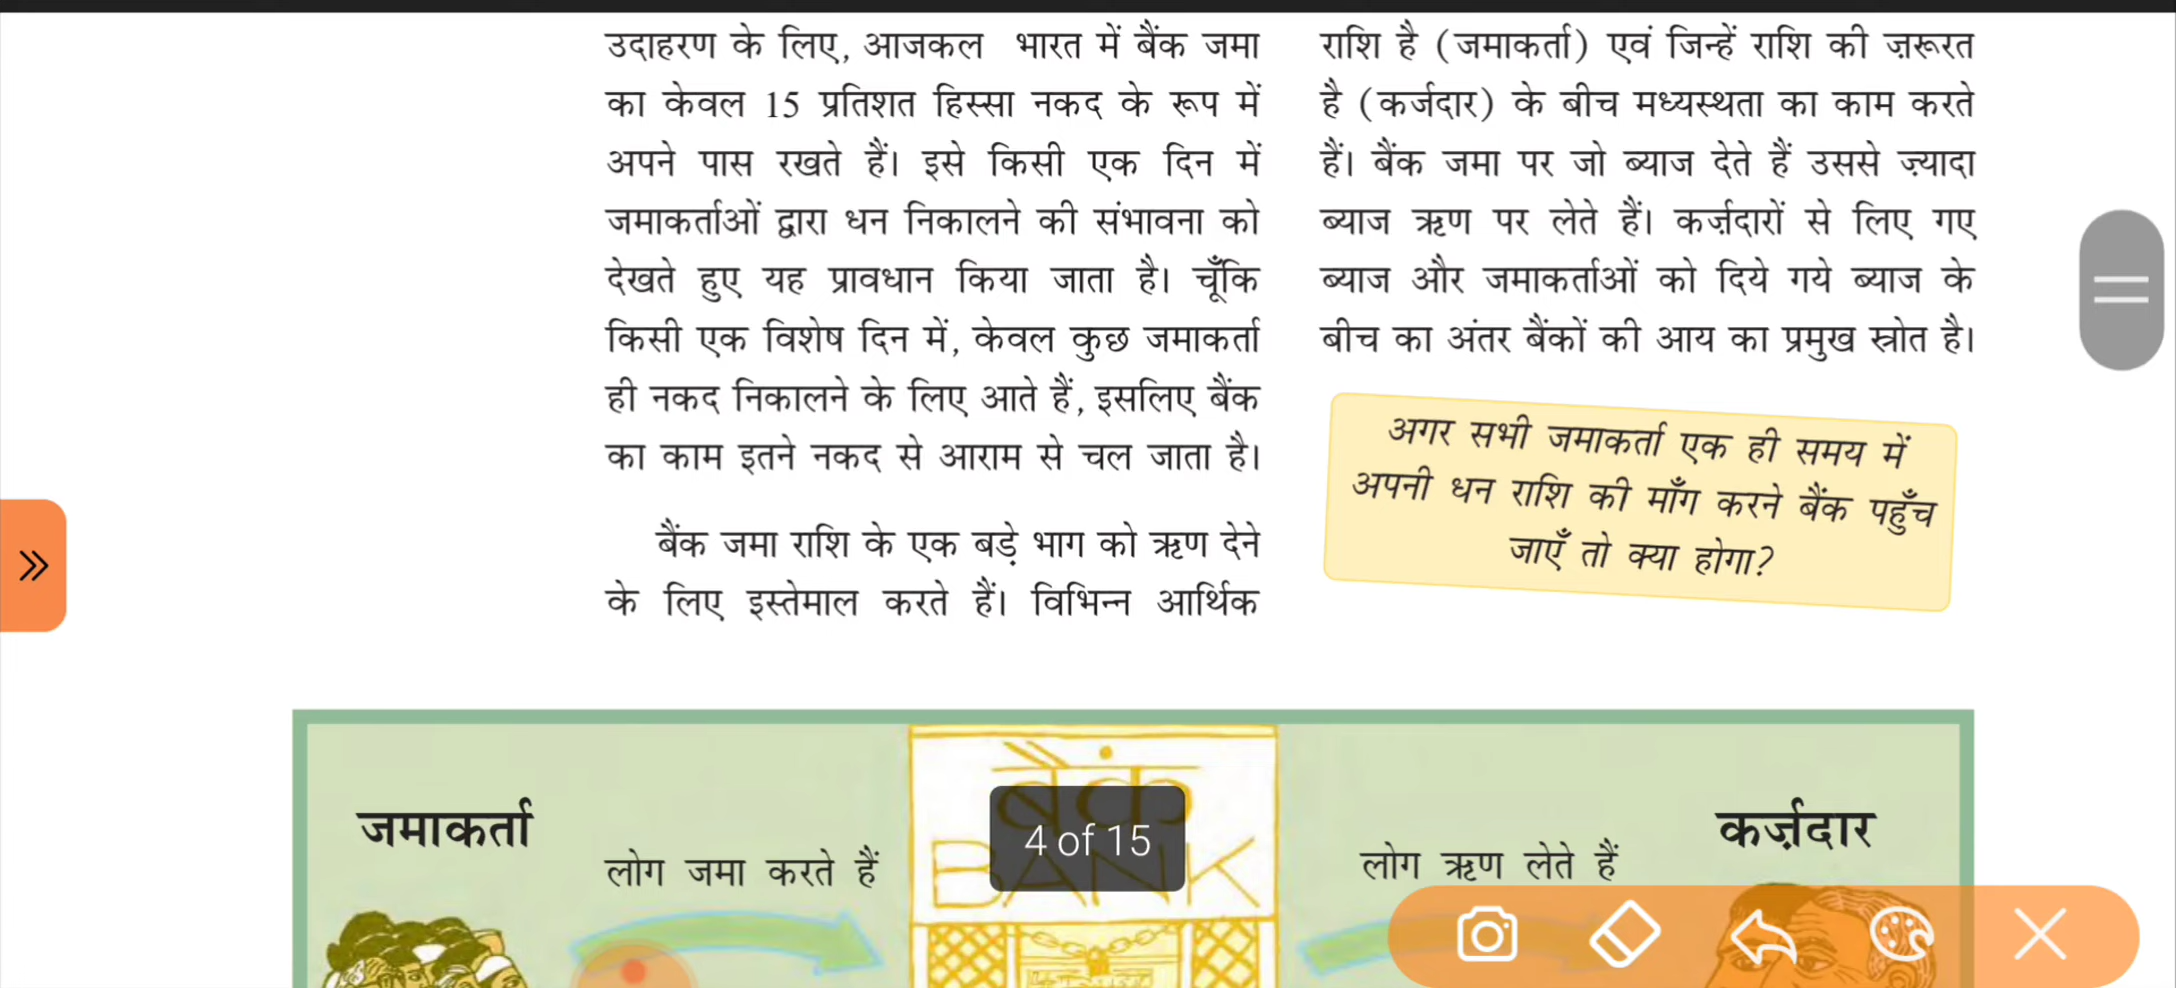 उदाहरण के लिए, आजकल भारत में बैंक जमा
का केवल 15 प्रतिशत हिस्सा नकद के रूप में
अपने पास रखते हैं। इसे किसी एक दिन में
जमाकर्ताओं द्वारा धन निकालने की संभावना को
देखते हुए यह प्रावधान किया जाता है। चूँकि
किसी एक विशेष दिन में, केवल कुछ जमाकर्ता
ही नकद निकालने के लिए आते हैं, इसलिए बैंक
का काम इतने नकद से आराम से चल जाता है।
बैंक जमा राशि के एक बड़े भाग को ऋण देने
के लिए इस्तेमाल करते हैं। विभिन्न आर्थिक
राशि है (जमाकर्ता) एवं जिन्हें राशि की ज़रूरत
है (कर्जदार) के बीच मध्यस्थता का काम करते
हैं। बैंक जमा पर जो ब्याज देते हैं उससे ज़्यादा
ब्याज ऋण पर लेते हैं। कर्ज़दारों से लिए गए
ब्याज और जमाकर्ताओं को दिये गये ब्याज के
बीच का अंतर बैंकों की आय का प्रमुख स्त्रोत है।
अगर सभी जमाकर्ता एक ही समय में
अपनी धन राशि की माँग करने बैंक पहुँच
जाएँ तो क्या होगा?
जमाकर्ता
लोग जमा करते हैं
बैंक
BANK
4 of 15
लोग ऋण लेते हैं
कर्ज़दार